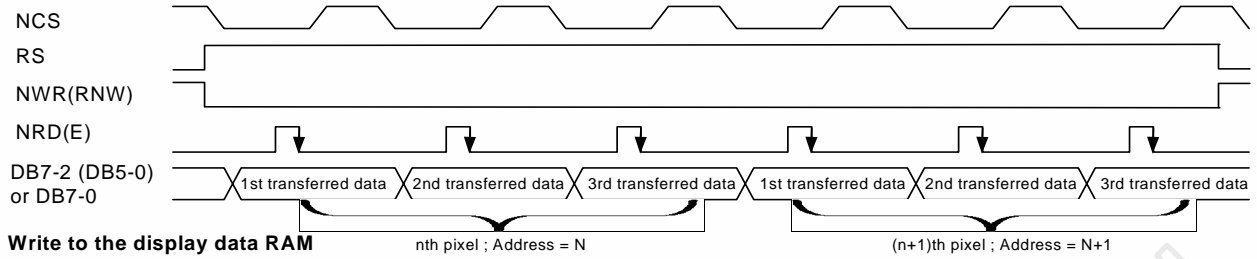 NCS
RS
NWR(RNW)
NRD(E)
DB7-2 (DB5-0)
or DB7-0
1st transferred data 2nd transferred data 3rd transferred data 1st transferred data 2nd transferred data 3rd transferred data
Write to the display data RAM
nth pixel ; Address = N
(n+1)th pixel ; Address = N+1